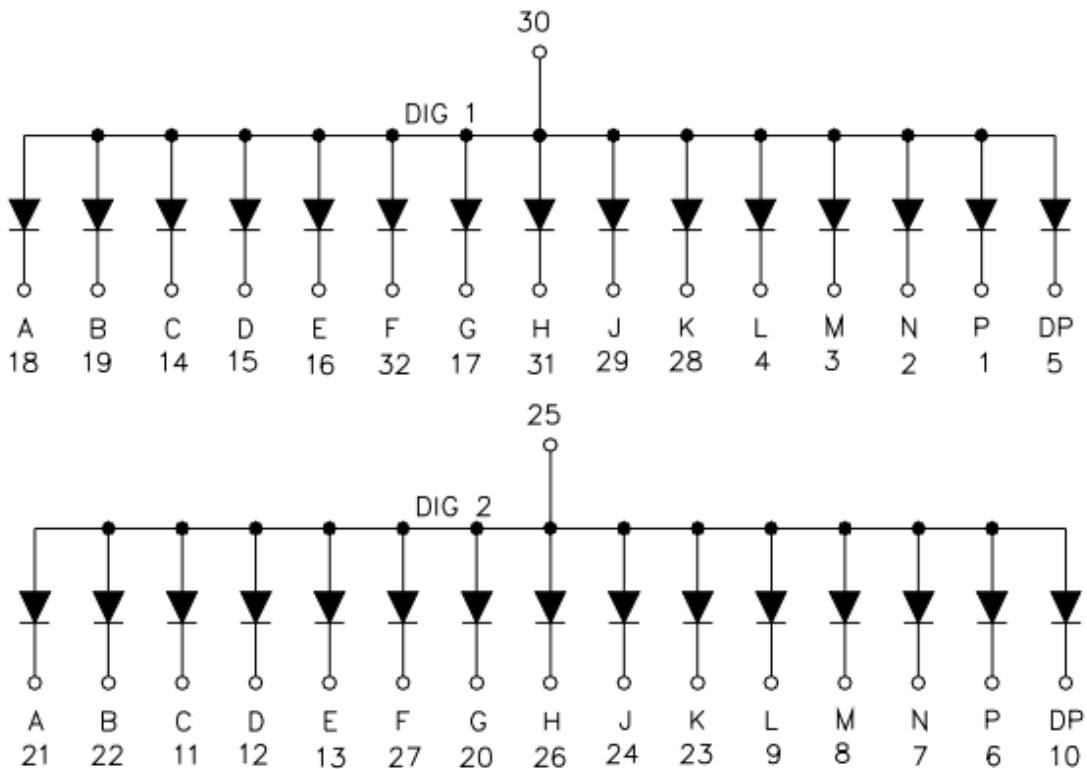 30
DIG 1
A B C D E F G H J K L M N P DP
18 19 14 15 16 32 17 31 29 28 4 3 2 1 5
25
DIG 2
A B C D E F G H J K L M N P DP
21 22 11 12 13 27 20 26 24 23 9 8 7 6 10